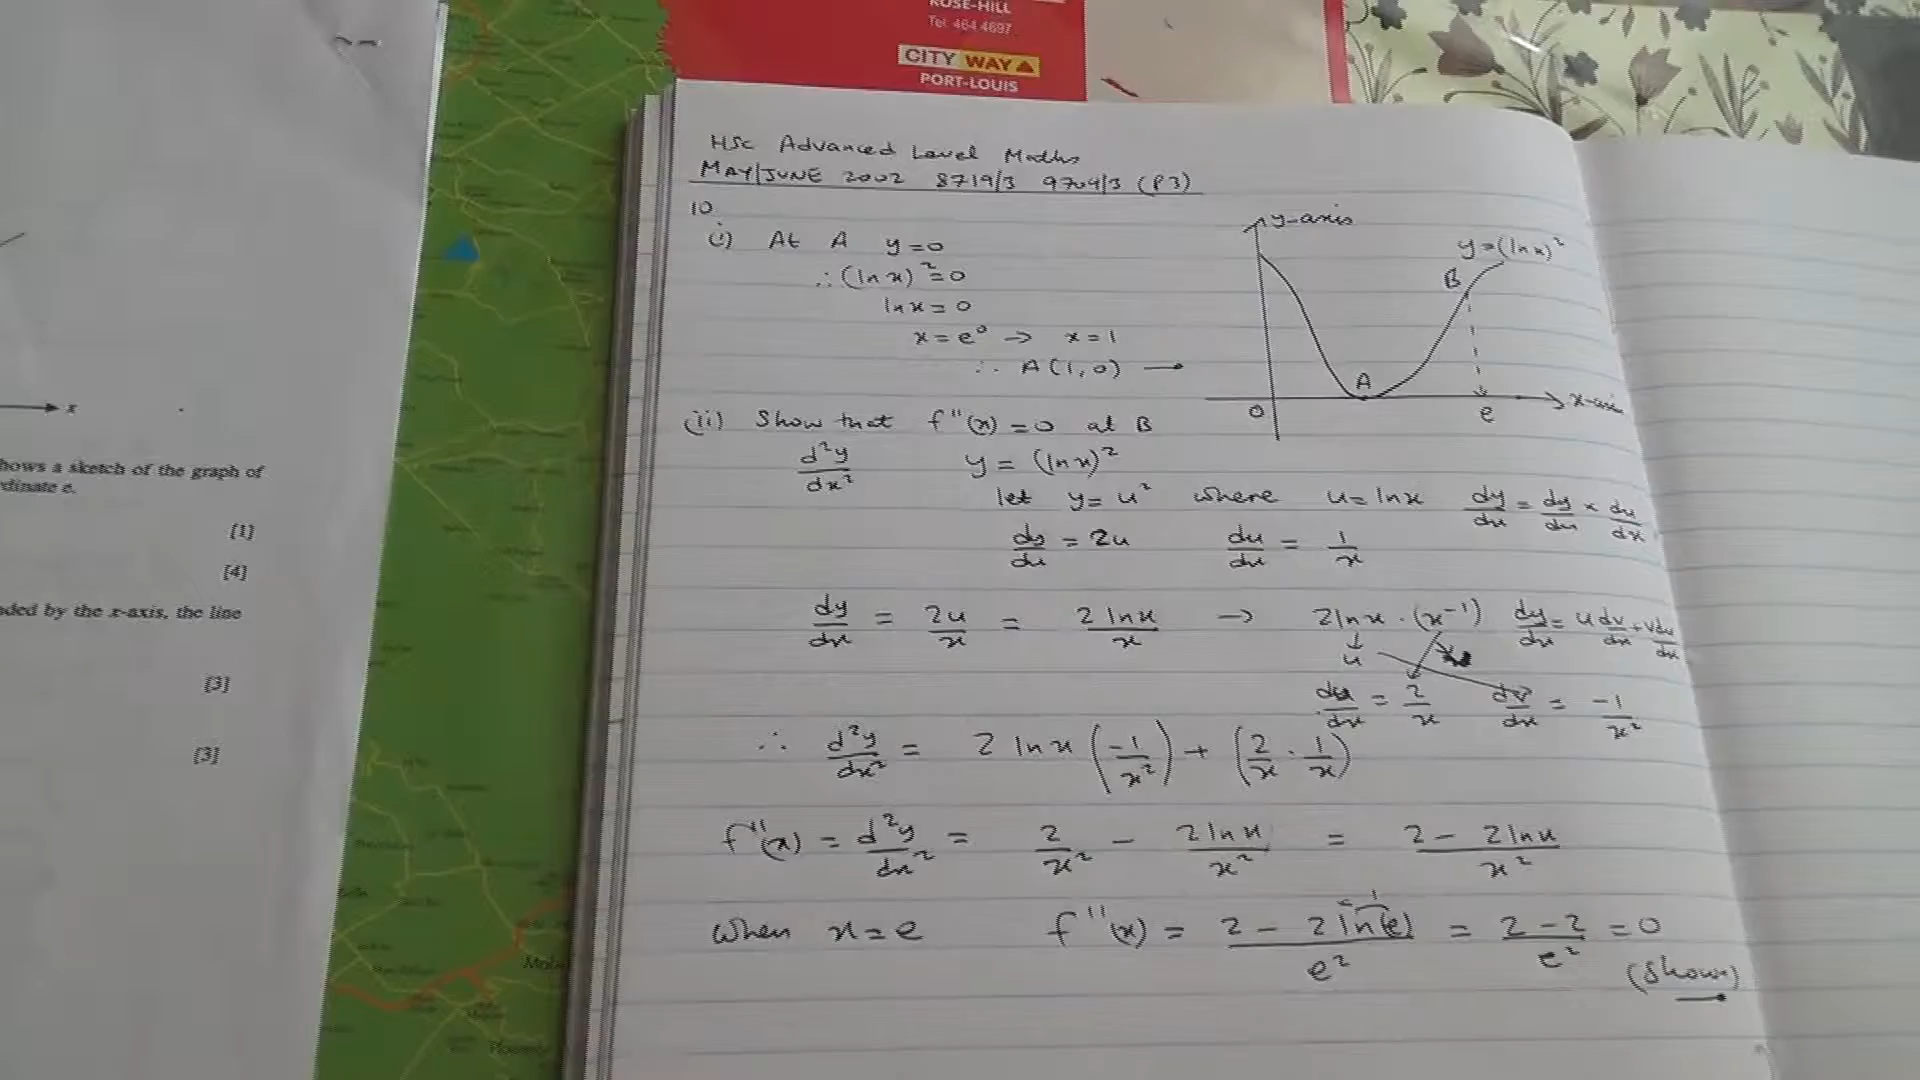 ROSE-HILL
Tel. 464 4697
CITY WAY
PORT-LOUIS
x
hows a sketch of the graph of
rdinate e.
[1]
[4]
nded by the x-axis, the line
[3]
[3]
HSc Advanced Level Maths
MAY/JUNE 2002 8719/3 9709/3 (P3)
10.
(i) At A y=0
∴ (ln x)² = 0
ln x = 0
x = e⁰ → x = 1
∴ A(1,0)
y-axis
y = (ln x)²
B
A
O
e
x-axis
(ii) Show that f''(x) = 0 at B
d²y/dx² y = (ln x)²
let y = u² where u = ln x dy/dx = dy/du × du/dx
dy/du = 2u du/dx = 1/x
dy/dx = 2u/x = 2 ln x/x → 2 ln x · (x⁻¹) dy/dx = u dv/dx + v du/dx
u
du/dx = 2/x dv/dx = -1/x²
∴ d²y/dx² = 2 ln x (-1/x²) + (2/x · 1/x)
f''(x) = d²y/dx² = 2/x² - 2 ln x/x² = 2 - 2 ln x/x²
when x = e f''(x) = 2 - 2 ln(e)/e² = 2 - 2/e² = 0
(Shown)